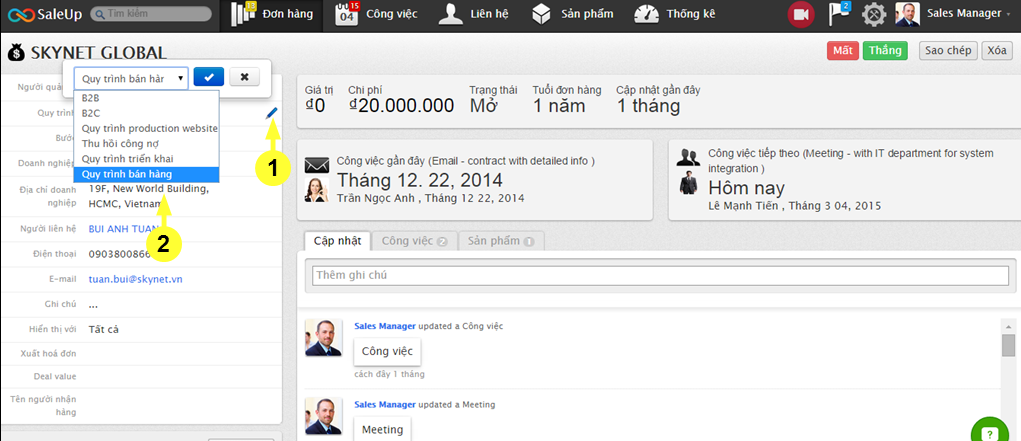 SaleUp
Tìm kiếm
13
Đơn hàng
15
04
Công việc
Liên hệ
Sản phẩm
Thống kê
2
Sales Manager
SKYNET GLOBAL
Mất
Thắng
Sao chép
Xóa
Người quản
Quy trình bán hàr
Quy trình
B2B
B2C
Quy trình production website
Thu hồi công nợ
Quy trình triển khai
Quy trình bán hàng
Bước
Doanh nghiệp
Địa chỉ doanh nghiệp
19F, New World Building,
HCMC, Vietnam
Người liên hệ
BUI ANH TUAN
Điện thoại
0903800866
E-mail
tuan.bui@skynet.vn
Ghi chú
...
Hiển thị với
Tất cả
Xuất hoá đơn
Deal value
Tên người nhận hàng
1
2
Giá trị
₫0
Chi phí
₫20.000.000
Trạng thái
Mở
Tuổi đơn hàng
1 năm
Cập nhật gần đây
1 tháng
Công việc gần đây (Email - contract with detailed info )
Tháng 12. 22, 2014
Trần Ngọc Anh , Tháng 12 22, 2014
Công việc tiếp theo (Meeting - with IT department for system
integration )
Hôm nay
Lê Mạnh Tiến , Tháng 3 04, 2015
Cập nhật
Công việc 2
Sản phẩm 1
Thêm ghi chú
Sales Manager updated a Công việc
Công việc
cách đây 1 tháng
Sales Manager updated a Meeting
Meeting
?